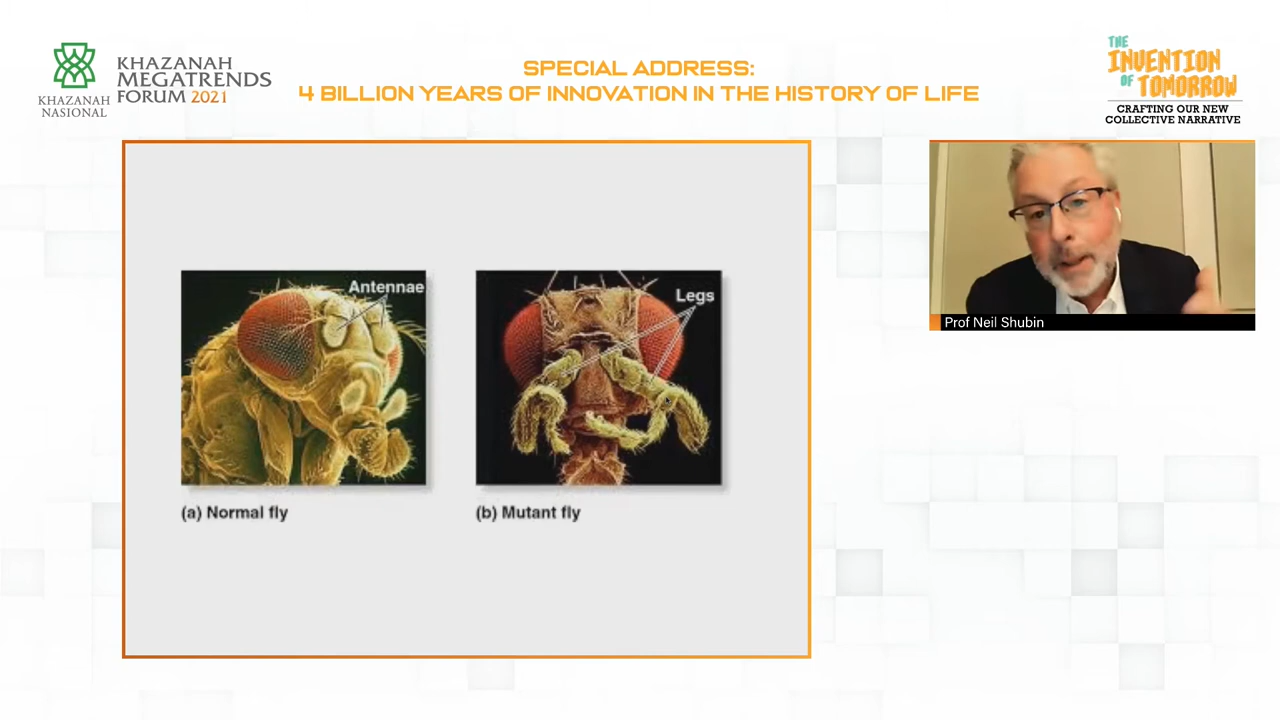 KHAZANAH
NASIONAL
KHAZANAH
MEGATRENDS
FORUM 2021
SPECIAL ADDRESS:
4 BILLION YEARS OF INNOVATION IN THE HISTORY OF LIFE
THE
INVENTION
OF TOMORROW
CRAFTING OUR NEW
COLLECTIVE NARRATIVE
Antennae
Legs
(a) Normal fly
(b) Mutant fly
Prof Neil Shubin